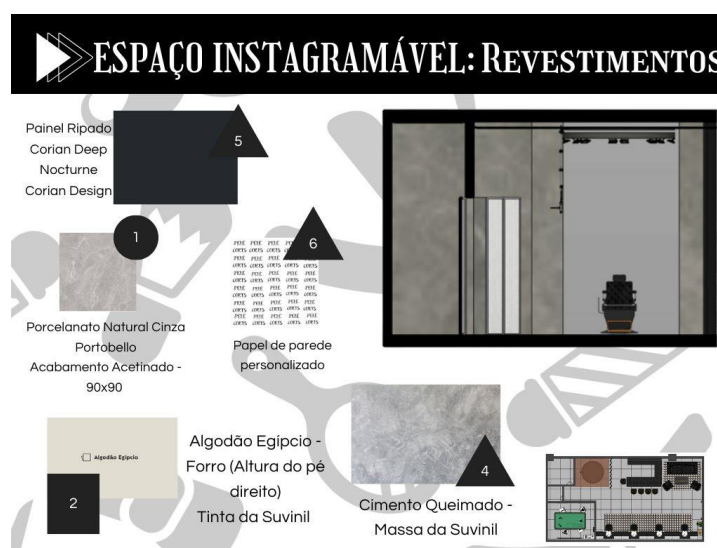 ESPAÇO INSTAGRAMÁVEL: REVESTIMENTOS
Painel Ripado
Corian Deep
Nocturne
Corian Design
5
1
Porcelanato Natural Cinza
Portobello
Acabamento Acetinado -
90x90
6
Papel de parede
personalizado
Algodão Egípcio
2
Algodão Egípcio -
Forro (Altura do pé
direito)
Tinta da Suvinil
4
Cimento Queimado -
Massa da Suvinil